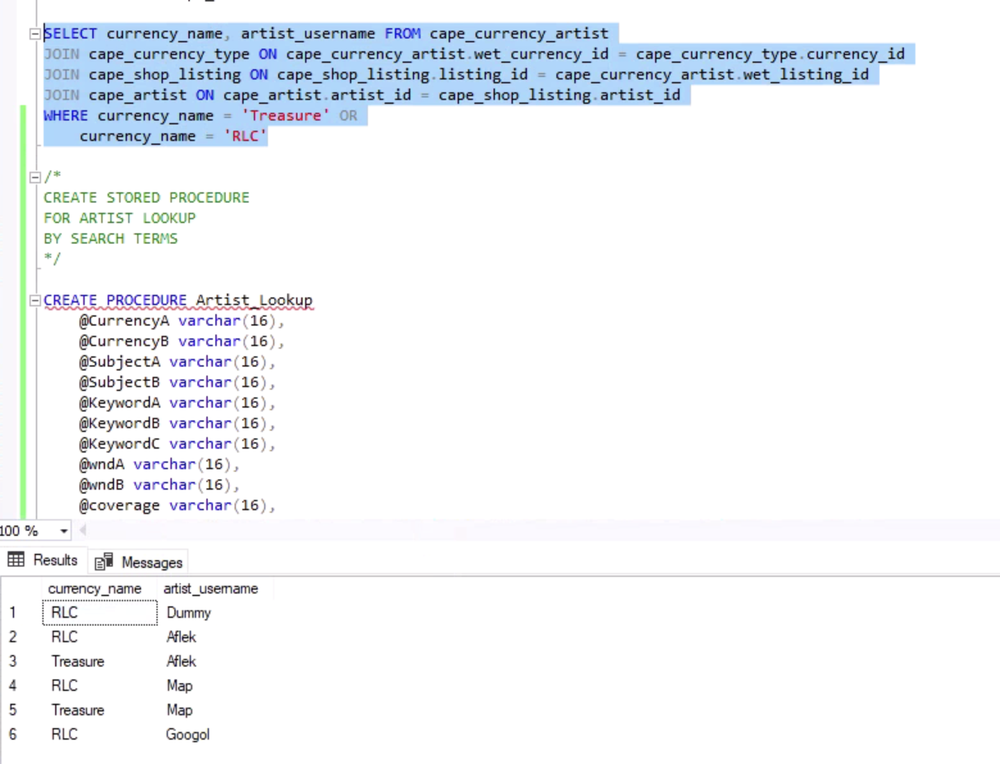 SELECT currency_name, artist_username FROM cape_currency_artist
JOIN cape_currency_type ON cape_currency_artist.wet_currency_id = cape_currency_type.currency_id
JOIN cape_shop_listing ON cape_shop_listing.listing_id = cape_currency_artist.wet_listing_id
JOIN cape_artist ON cape_artist.artist_id = cape_shop_listing.artist_id
WHERE currency_name = 'Treasure' OR
currency_name = 'RLC'
/*
CREATE STORED PROCEDURE
FOR ARTIST LOOKUP
BY SEARCH TERMS
*/
CREATE PROCEDURE Artist_Lookup
@CurrencyA varchar(16),
@CurrencyB varchar(16),
@SubjectA varchar(16),
@SubjectB varchar(16),
@KeywordA varchar(16),
@KeywordB varchar(16),
@KeywordC varchar(16),
@wndA varchar(16),
@wndB varchar(16),
@coverage varchar(16),
100 %
Results Messages
currency_name artist_username
1 RLC Dummy
2 RLC Aflek
3 Treasure Aflek
4 RLC Map
5 Treasure Map
6 RLC Googol